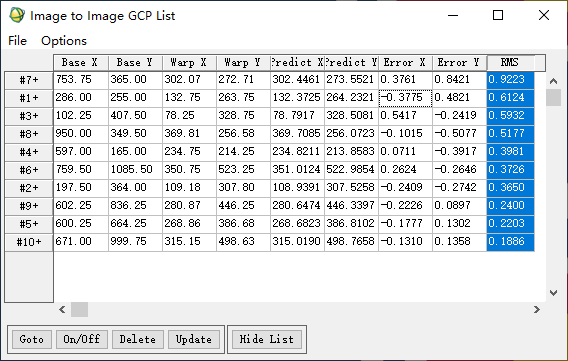 Image to Image GCP List
File Options
Base X Base Y Warp X Warp Y Predict X Predict Y Error X Error Y RMS
#7+ 753.75 365.00 302.07 272.71 302.4461 273.5521 0.3761 0.8421 0.9223
#1+ 286.00 255.00 132.75 263.75 132.3725 264.2321 -0.3775 0.4821 0.6124
#3+ 102.25 407.50 78.25 328.75 78.7917 328.5081 0.5417 -0.2419 0.5932
#8+ 950.00 349.50 369.81 256.58 369.7085 256.0723 -0.1015 -0.5077 0.5177
#4+ 597.00 165.00 234.75 214.25 234.8211 213.8583 0.0711 -0.3917 0.3981
#6+ 759.50 1085.50 350.75 523.25 351.0124 522.9854 0.2624 -0.2646 0.3726
#2+ 197.50 364.00 109.18 307.80 108.9391 307.5258 -0.2409 -0.2742 0.3650
#9+ 602.25 836.25 280.87 446.25 280.6474 446.3397 -0.2226 0.0897 0.2400
#5+ 600.25 664.25 268.86 386.68 268.6823 386.8102 -0.1777 0.1302 0.2203
#10+ 671.00 999.75 315.15 498.63 315.0190 498.7658 -0.1310 0.1358 0.1886
Goto On/Off Delete Update Hide List